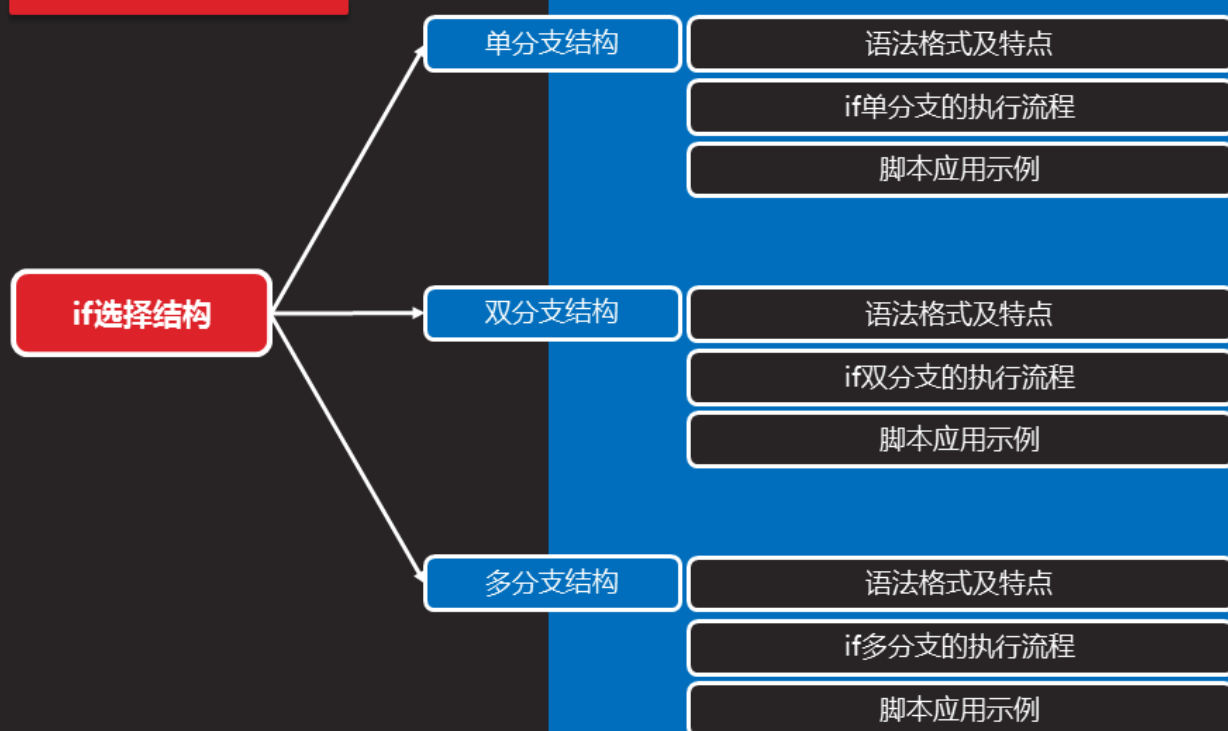 单分支结构
语法格式及特点
if单分支的执行流程
脚本应用示例
if选择结构
双分支结构
语法格式及特点
if双分支的执行流程
脚本应用示例
多分支结构
语法格式及特点
if多分支的执行流程
脚本应用示例